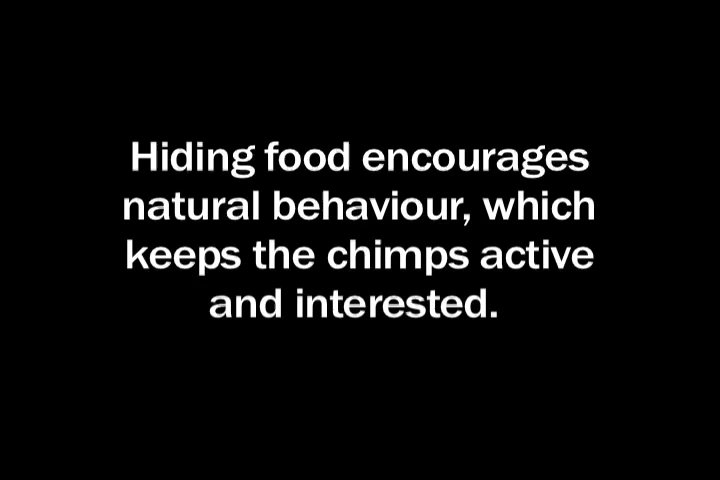 Hiding food encourages
natural behaviour, which
keeps the chimps active
and interested.